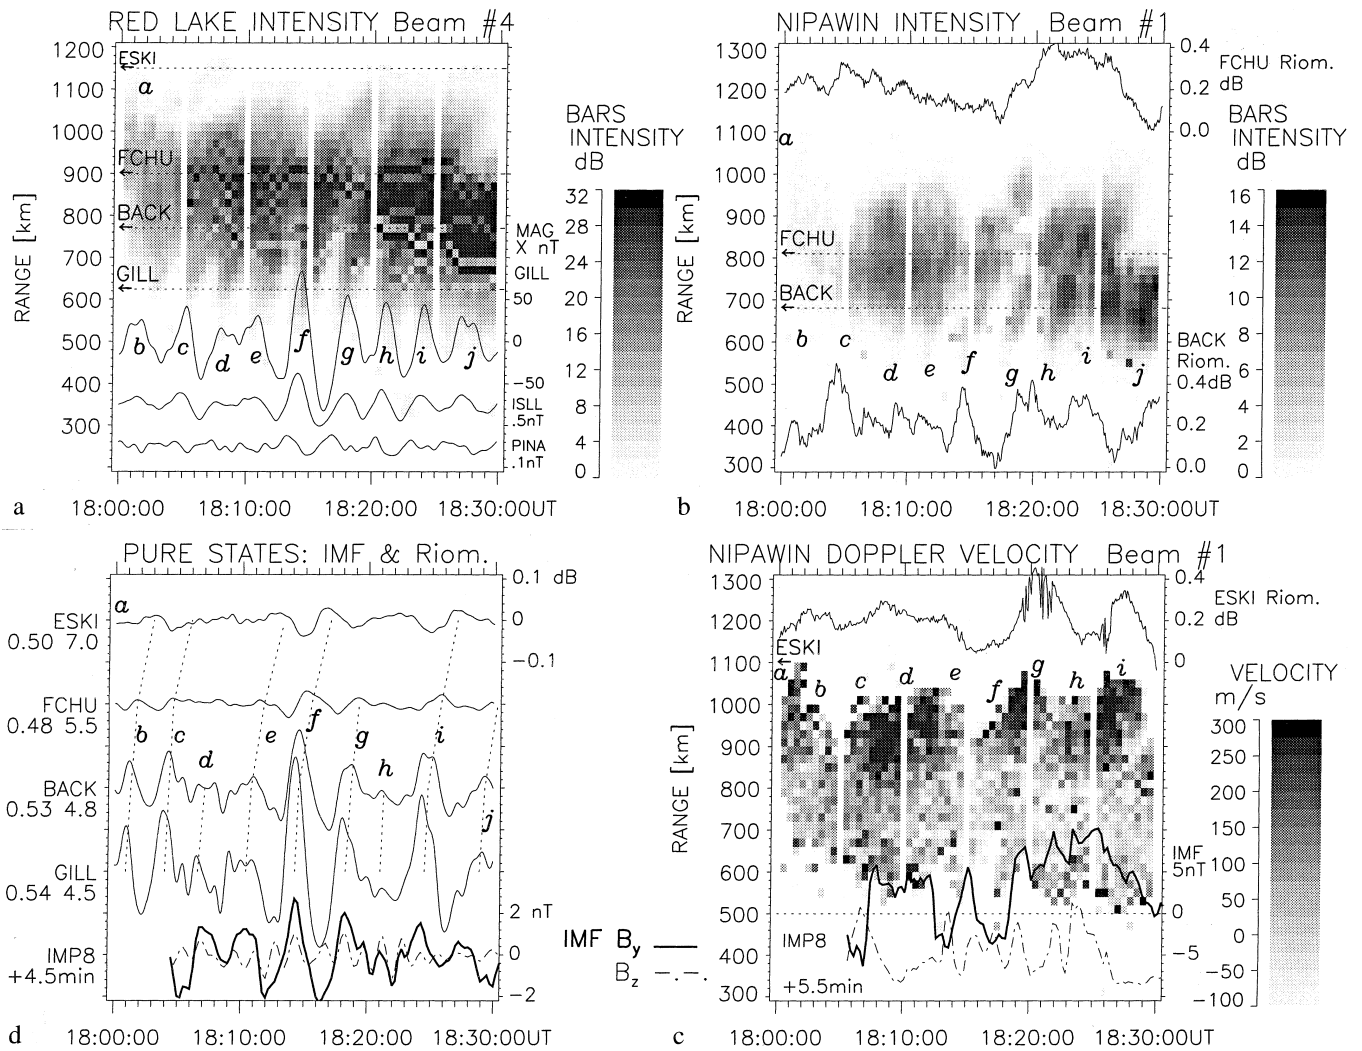 RED LAKE INTENSITY Beam #4
1200
1100
1000
900
800
700
600
500
400
300
RANGE [km]
ESKI
a
FCHU
BACK
GILL
b c d e f g h i j
MAG
X nT
GILL
50
0
-50
ISLL
.5nT
PINA
.1nT
BARS
INTENSITY
dB
32
28
24
20
16
12
8
4
0
a
18:00:00 18:10:00 18:20:00 18:30:00UT
NIPAWIN INTENSITY Beam #1
1300
1200
1100
1000
900
800
700
600
500
400
300
RANGE [km]
a
FCHU
BACK
b c d e f g h i j
0.4
0.2
0.0
FCHU Riom.
dB
BACK
Riom.
0.4dB
0.2
0.0
BARS
INTENSITY
dB
16
14
12
10
8
6
4
2
0
b
18:00:00 18:10:00 18:20:00 18:30:00UT
PURE STATES: IMF & Riom.
a
ESKI
0.50 7.0
FCHU
0.48 5.5
BACK
0.53 4.8
GILL
0.54 4.5
IMP8
+4.5min
b c d e f g h i j
0.1 dB
0
-0.1
2 nT
0
-2
IMF By
Bz
d
18:00:00 18:10:00 18:20:00 18:30:00UT
NIPAWIN DOPPLER VELOCITY Beam #1
1300
1200
1100
1000
900
800
700
600
500
400
300
RANGE [km]
ESKI
a b c d e f g h i
IMP8
+5.5min
0.4
0.2
0
ESKI Riom.
dB
IMF
5nT
0
-5
VELOCITY
m/s
300
250
200
150
100
50
0
-50
-100
c
18:00:00 18:10:00 18:20:00 18:30:00UT